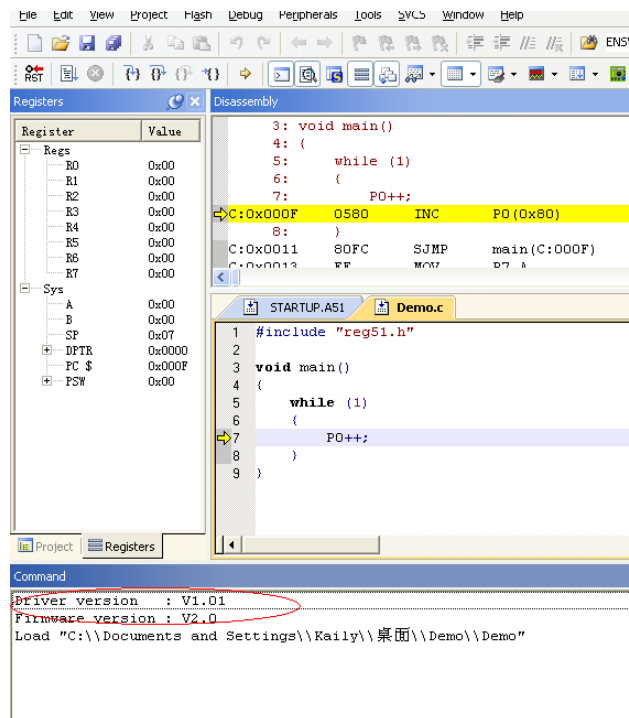 File Edit View Project Flash Debug Peripherals Tools SVCS Window Help
ENS
RST
Registers
Register Value
Regs
R0 0x00
R1 0x00
R2 0x00
R3 0x00
R4 0x00
R5 0x00
R6 0x00
R7 0x00
Sys
A 0x00
B 0x00
SP 0x07
DPTR 0x0000
PC $ 0x000F
PSW 0x00
Project Registers
Disassembly
3: void main()
4: {
5: while (1)
6: {
7: P0++;
C:0x000F 0580 INC P0(0x80)
8: }
C:0x0011 80FC SJMP main(C:000F)
C:0x0013 EF MOV R7,A
STARTUP.A51 Demo.c
1 #include "reg51.h"
2
3 void main()
4 {
5 while (1)
6 {
7 P0++;
8 }
9 }
Command
Driver version : V1.01
Firmware version : V2.0
Load "C:\\Documents and Settings\\Kaily\\桌面\\Demo\\Demo"